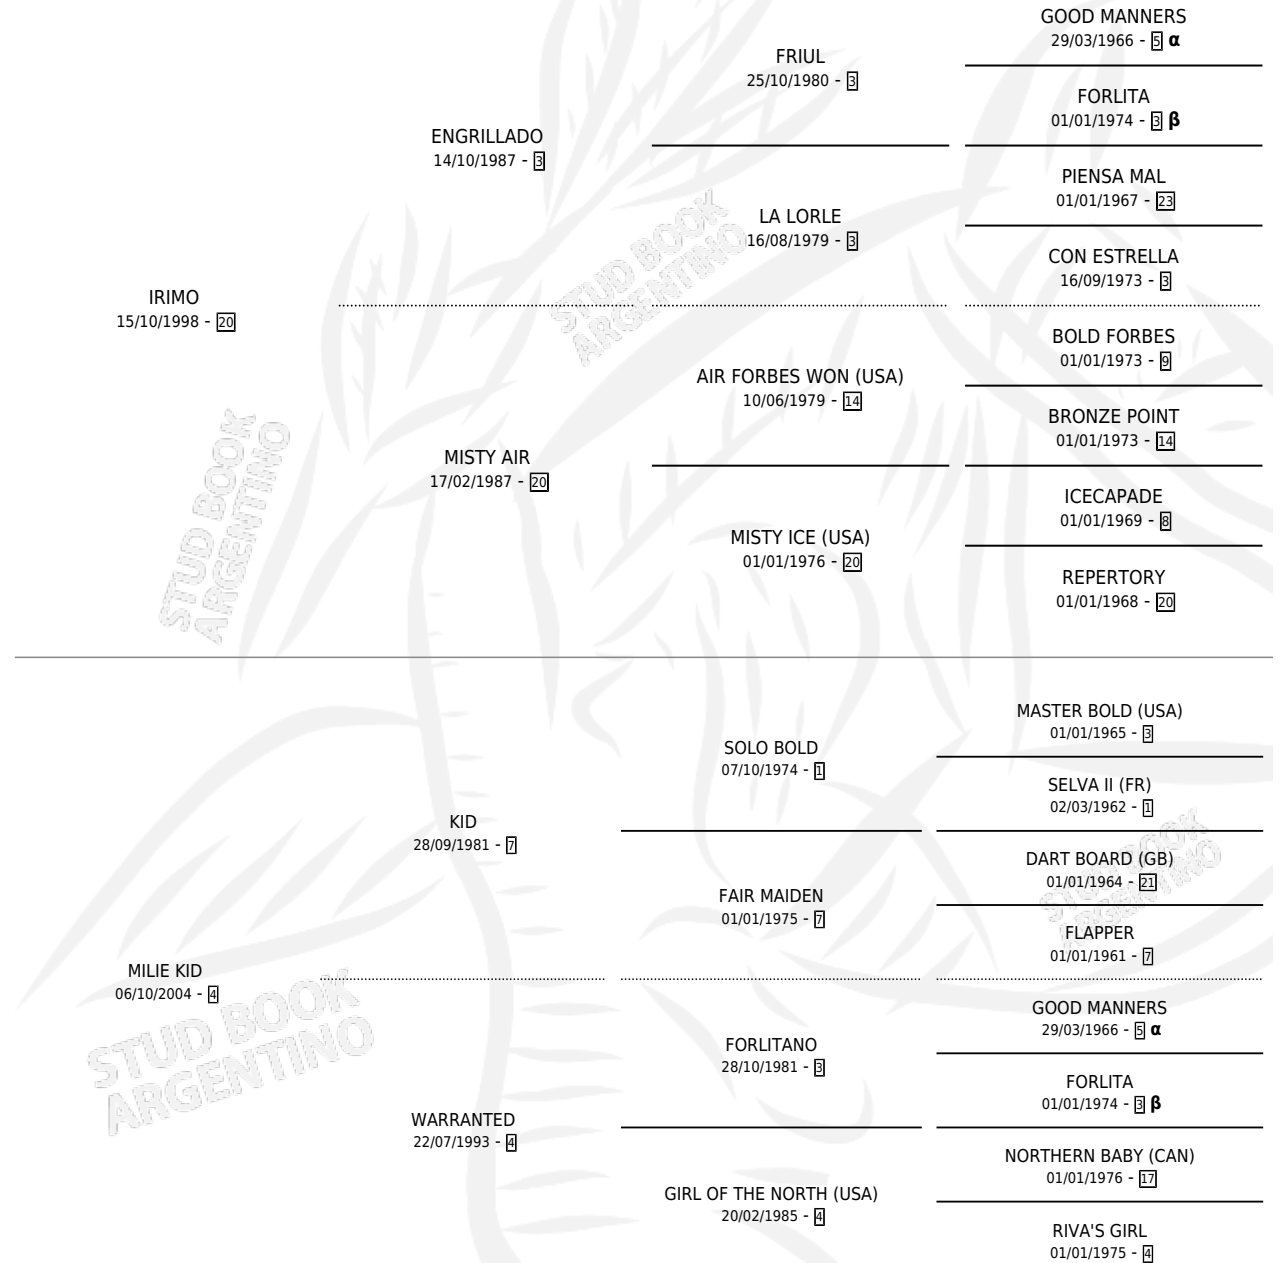 GOOD MANNERS
29/03/1966 - 5 α
FRIUL
25/10/1980 - 3
FORLITA
01/01/1974 - 3 β
ENGRILLADO
14/10/1987 - 3
PIENSA MAL
01/01/1967 - 23
LA LORLE
16/08/1979 - 3
CON ESTRELLA
16/09/1973 - 3
IRIMO
15/10/1998 - 20
BOLD FORBES
01/01/1973 - 9
AIR FORBES WON (USA)
10/06/1979 - 14
BRONZE POINT
01/01/1973 - 14
MISTY AIR
17/02/1987 - 20
ICECAPADE
01/01/1969 - 8
MISTY ICE (USA)
01/01/1976 - 20
REPERTORY
01/01/1968 - 20
STUD BOOK
ARGENTINO
STUD BOOK
ARGENTINO
MASTER BOLD (USA)
01/01/1965 - 3
SOLO BOLD
07/10/1974 - 1
SELVA II (FR)
02/03/1962 - 1
KID
28/09/1981 - 7
DART BOARD (GB)
01/01/1964 - 21
FAIR MAIDEN
01/01/1975 - 7
FLAPPER
01/01/1961 - 7
MILIE KID
06/10/2004 - 4
GOOD MANNERS
29/03/1966 - 5 α
FORLITANO
28/10/1981 - 3
FORLITA
01/01/1974 - 3 β
WARRANTED
22/07/1993 - 4
NORTHERN BABY (CAN)
01/01/1976 - 17
GIRL OF THE NORTH (USA)
20/02/1985 - 4
RIVA'S GIRL
01/01/1975 - 4
STUD BOOK
ARGENTINO
STUD BOOK
ARGENTINO